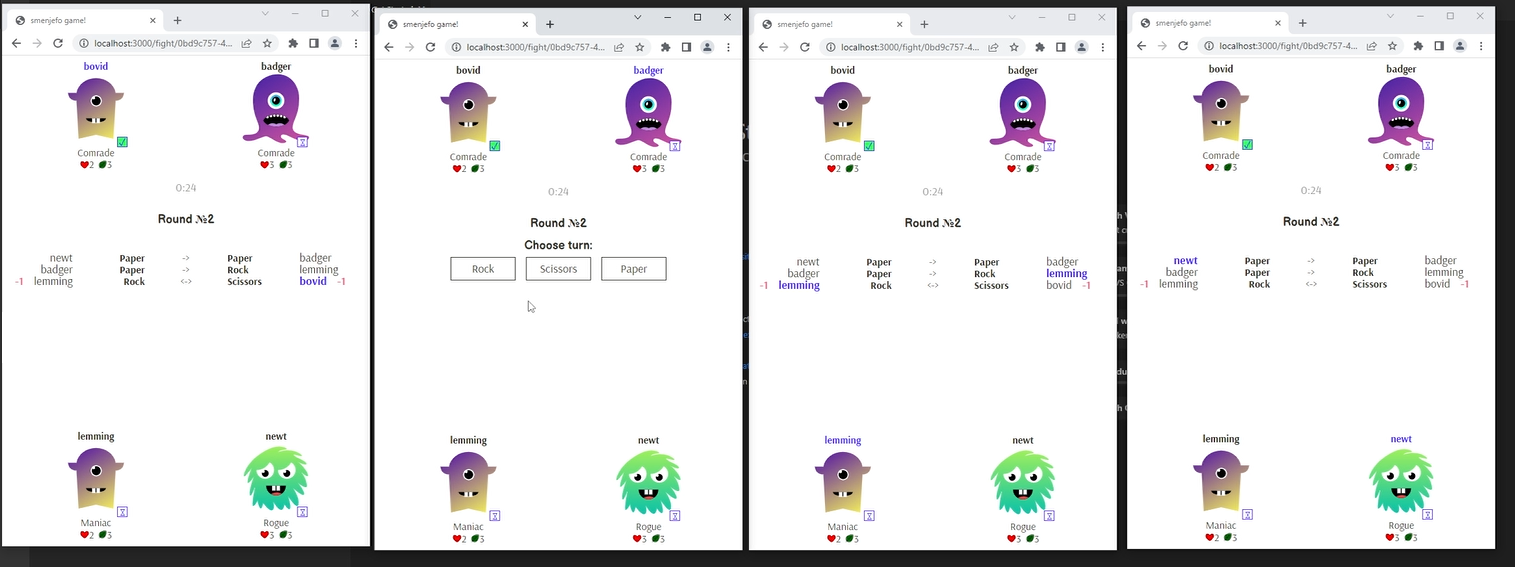 smenjefo game!
localhost:3000/fight/0bd9c757-4...
bovid badger
Comrade Comrade
2 3 3 3
0:24
Round №2
newt Paper -> Paper badger
badger Paper -> Rock lemming
-1 lemming Rock <-> Scissors bovid -1
lemming newt
Maniac Rogue
2 3 3 3
smenjefo game!
localhost:3000/fight/0bd9c757-4...
bovid badger
Comrade Comrade
2 3 3 3
0:24
Round №2
Choose turn:
Rock Scissors Paper
lemming newt
Maniac Rogue
2 3 3 3
smenjefo game!
localhost:3000/fight/0bd9c757-4...
bovid badger
Comrade Comrade
2 3 3 3
0:24
Round №2
newt Paper -> Paper badger
badger Paper -> Rock lemming
-1 lemming Rock <-> Scissors bovid -1
lemming newt
Maniac Rogue
2 3 3 3
smenjefo game!
localhost:3000/fight/0bd9c757-4...
bovid badger
Comrade Comrade
2 3 3 3
0:24
Round №2
newt Paper -> Paper badger
badger Paper -> Rock lemming
-1 lemming Rock <-> Scissors bovid -1
lemming newt
Maniac Rogue
2 3 3 3